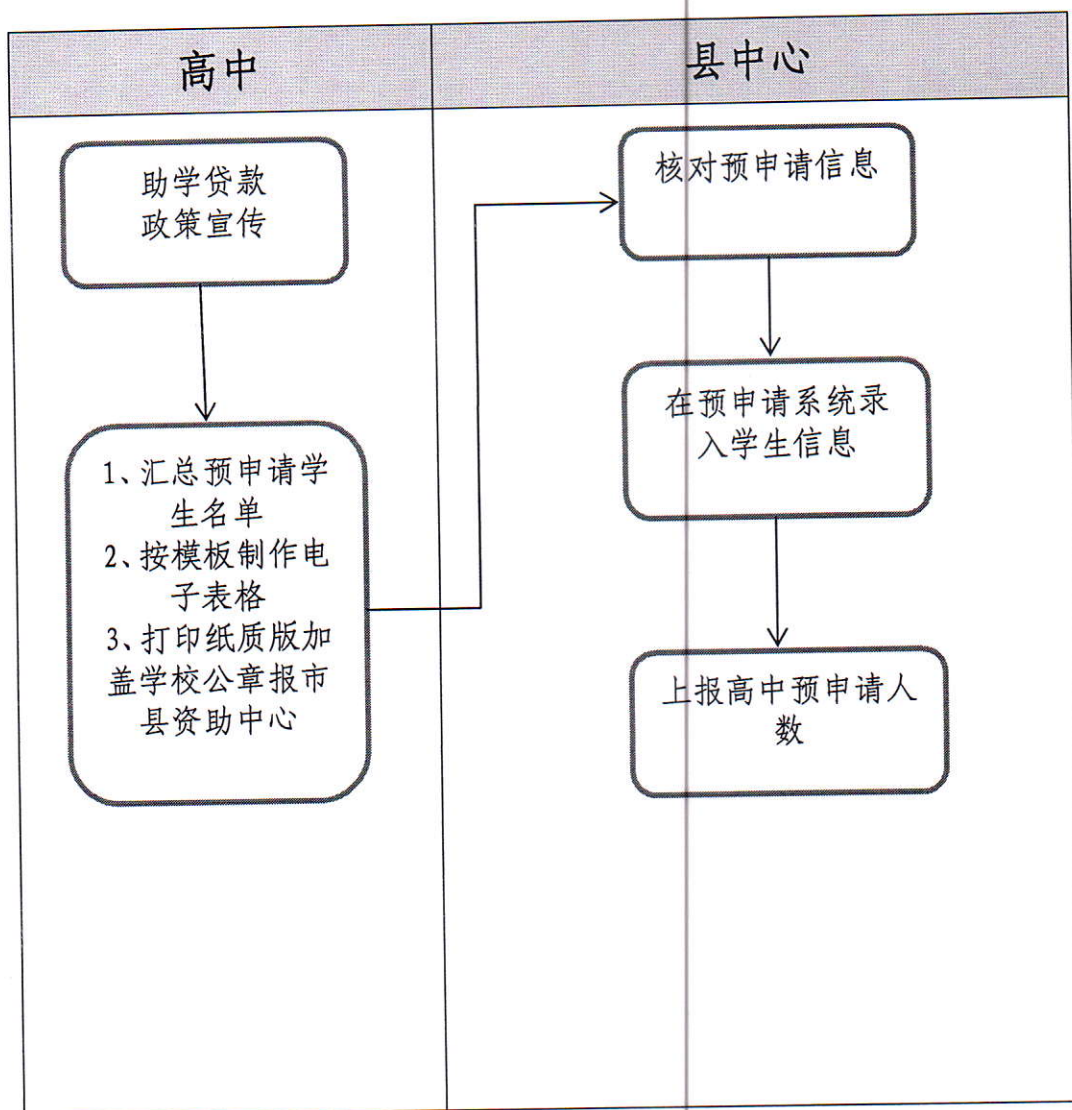 高中
县中心
助学贷款
政策宣传
1、汇总预申请学
生名单
2、按模板制作电
子表格
3、打印纸质版加
盖学校公章报市
县资助中心
核对预申请信息
在预申请系统录
入学生信息
上报高中预申请人
数